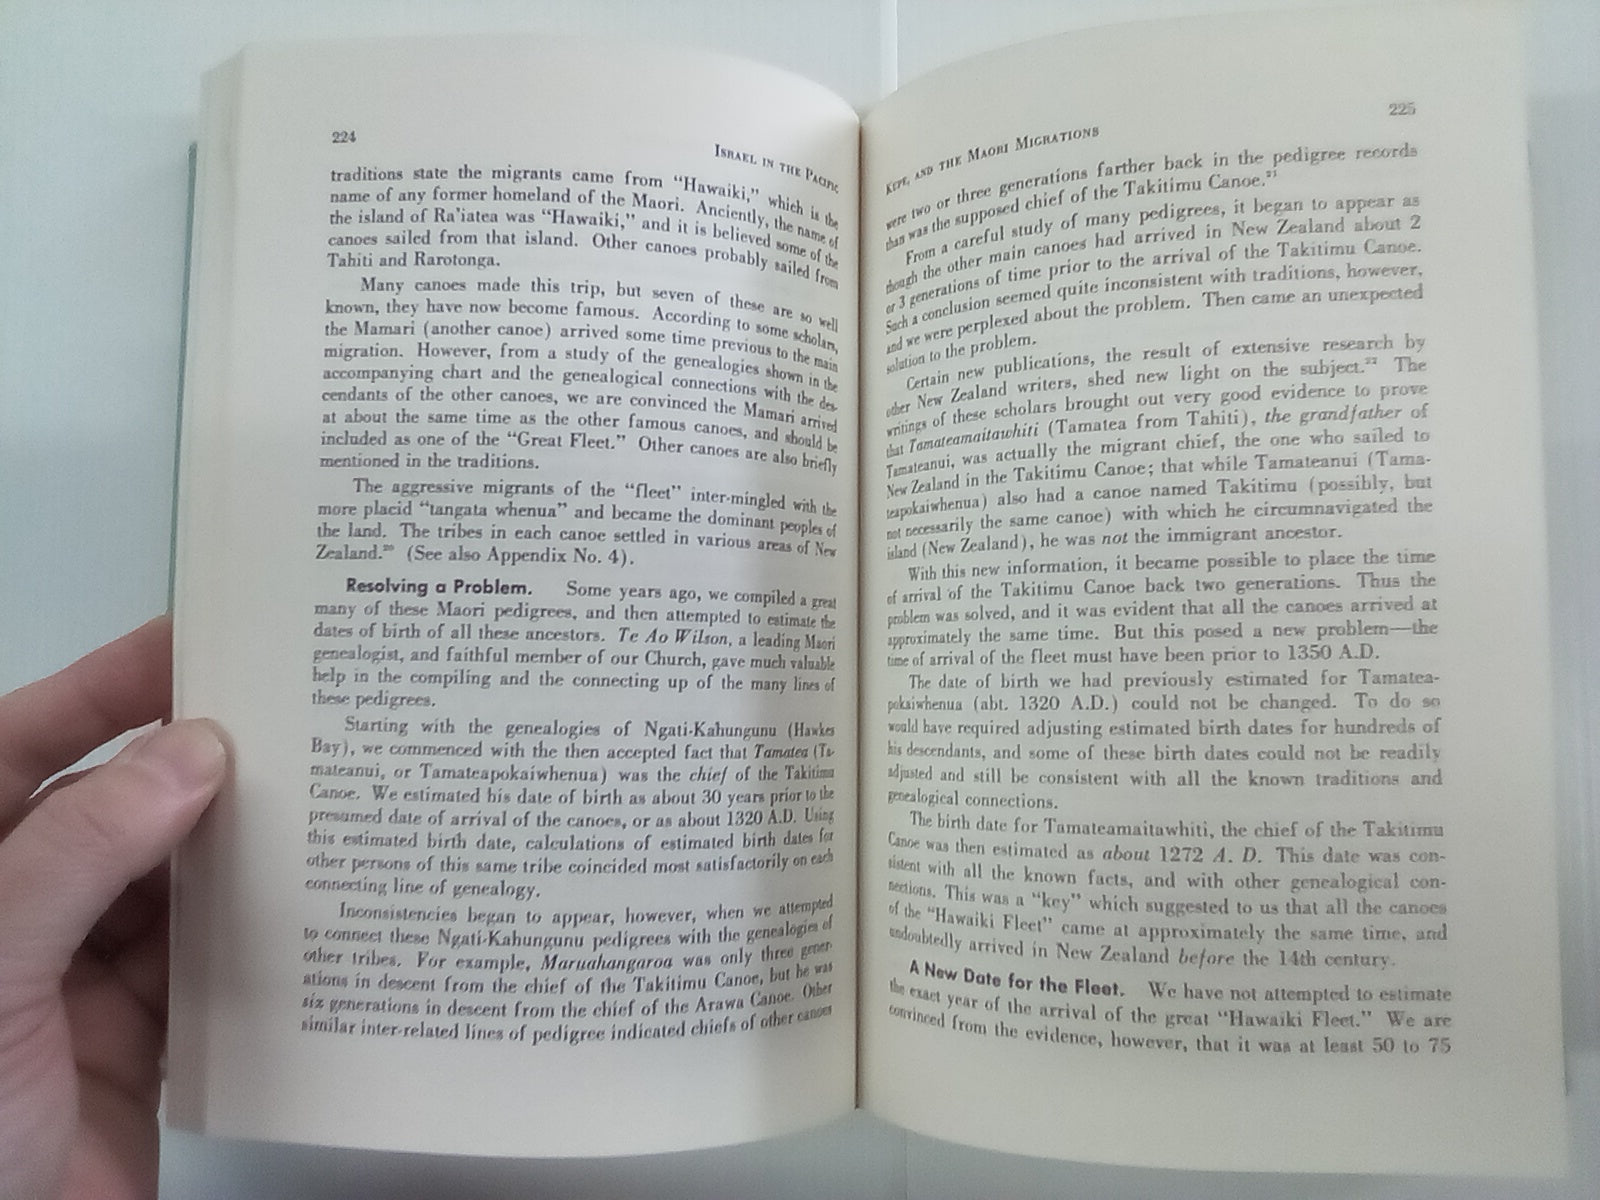 224
ISRAEL IN THE PACIFIC
traditions state the migrants came from “Hawaiki,” which is the
name of any former homeland of the Maori. Anciently, the name of
the island of Ra’iatea was “Hawaiki,” and it is believed some of the
canoes sailed from that island. Other canoes probably sailed from
Tahiti and Rarotonga.
Many canoes made this trip, but seven of these are so well
known, they have now become famous. According to some scholars,
the Mamari (another canoe) arrived some time previous to the main
migration. However, from a study of the genealogies shown in the
accompanying chart and the genealogical connections with the des-
cendants of the other canoes, we are convinced the Mamari arrived
at about the same time as the other famous canoes, and should be
included as one of the “Great Fleet.” Other canoes are also briefly
mentioned in the traditions.
The aggressive migrants of the “fleet” inter-mingled with the
more placid “tangata whenua” and became the dominant peoples of
the land. The tribes in each canoe settled in various areas of New
Zealand.20 (See also Appendix No. 4).
Resolving a Problem. Some years ago, we compiled a great
many of these Maori pedigrees, and then attempted to estimate the
dates of birth of all these ancestors. Te Ao Wilson, a leading Maori
genealogist, and faithful member of our Church, gave much valuable
help in the compiling and the connecting up of the many lines of
these pedigrees.
Starting with the genealogies of Ngati-Kahungunu (Hawkes
Bay), we commenced with the then accepted fact that Tamatea (Ta-
mateanui, or Tamateapokaiwhenua) was the chief of the Takitimu
Canoe. We estimated his date of birth as about 30 years prior to the
presumed date of arrival of the canoes, or as about 1320 A.D. Using
this estimated birth date, calculations of estimated birth dates for
other persons of this same tribe coincided most satisfactorily on each
connecting line of genealogy.
Inconsistencies began to appear, however, when we attempted
to connect these Ngati-Kahungunu pedigrees with the genealogies of
other tribes. For example, Maruahangaroa was only three gener-
ations in descent from the chief of the Takitimu Canoe, but he was
six generations in descent from the chief of the Arawa Canoe. Other
similar inter-related lines of pedigree indicated chiefs of other canoes
KUPE, AND THE MAORI MIGRATIONS
225
were two or three generations farther back in the pedigree records
than was the supposed chief of the Takitimu Canoe.21
From a careful study of many pedigrees, it began to appear as
though the other main canoes had arrived in New Zealand about 2
or 3 generations of time prior to the arrival of the Takitimu Canoe.
Such a conclusion seemed quite inconsistent with traditions, however,
and we were perplexed about the problem. Then came an unexpected
solution to the problem.
Certain new publications, the result of extensive research by
other New Zealand writers, shed new light on the subject.22 The
writings of these scholars brought out very good evidence to prove
that Tamateamaitawhiti (Tamatea from Tahiti), the grandfather of
Tamateanui, was actually the migrant chief, the one who sailed to
New Zealand in the Takitimu Canoe; that while Tamateanui (Tama-
teapokaiwhenua) also had a canoe named Takitimu (possibly, but
not necessarily the same canoe) with which he circumnavigated the
island (New Zealand), he was not the immigrant ancestor.
With this new information, it became possible to place the time
of arrival of the Takitimu Canoe back two generations. Thus the
problem was solved, and it was evident that all the canoes arrived at
approximately the same time. But this posed a new problem—the
time of arrival of the fleet must have been prior to 1350 A.D.
The date of birth we had previously estimated for Tamatea-
pokaiwhenua (abt. 1320 A.D.) could not be changed. To do so
would have required adjusting estimated birth dates for hundreds of
his descendants, and some of these birth dates could not be readily
adjusted and still be consistent with all the known traditions and
genealogical connections.
The birth date for Tamateamaitawhiti, the chief of the Takitimu
Canoe was then estimated as about 1272 A. D. This date was con-
sistent with all the known facts, and with other genealogical con-
nections. This was a “key” which suggested to us that all the canoes
of the “Hawaiki Fleet” came at approximately the same time, and
undoubtedly arrived in New Zealand before the 14th century.
A New Date for the Fleet. We have not attempted to estimate
the exact year of the arrival of the great “Hawaiki Fleet.” We are
convinced from the evidence, however, that it was at least 50 to 75